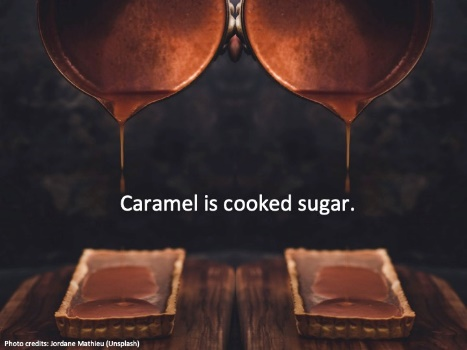 Caramel is cooked sugar.
Photo credits: Jordane Mathieu (Unsplash)